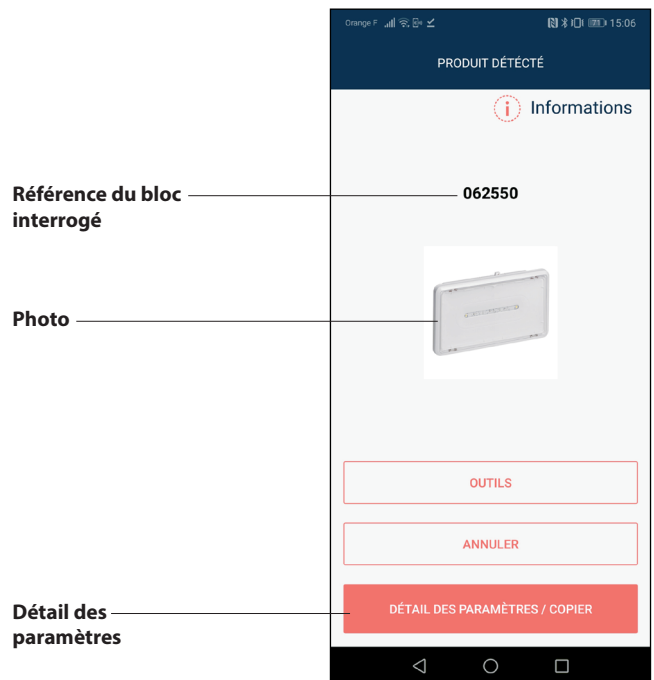 Orange F 71 15:06
PRODUIT DÉTÉCTÉ
i Informations
Référence du bloc
interrogé
062550
Photo
OUTILS
ANNULER
Détail des
paramètres
DÉTAIL DES PARAMÈTRES / COPIER